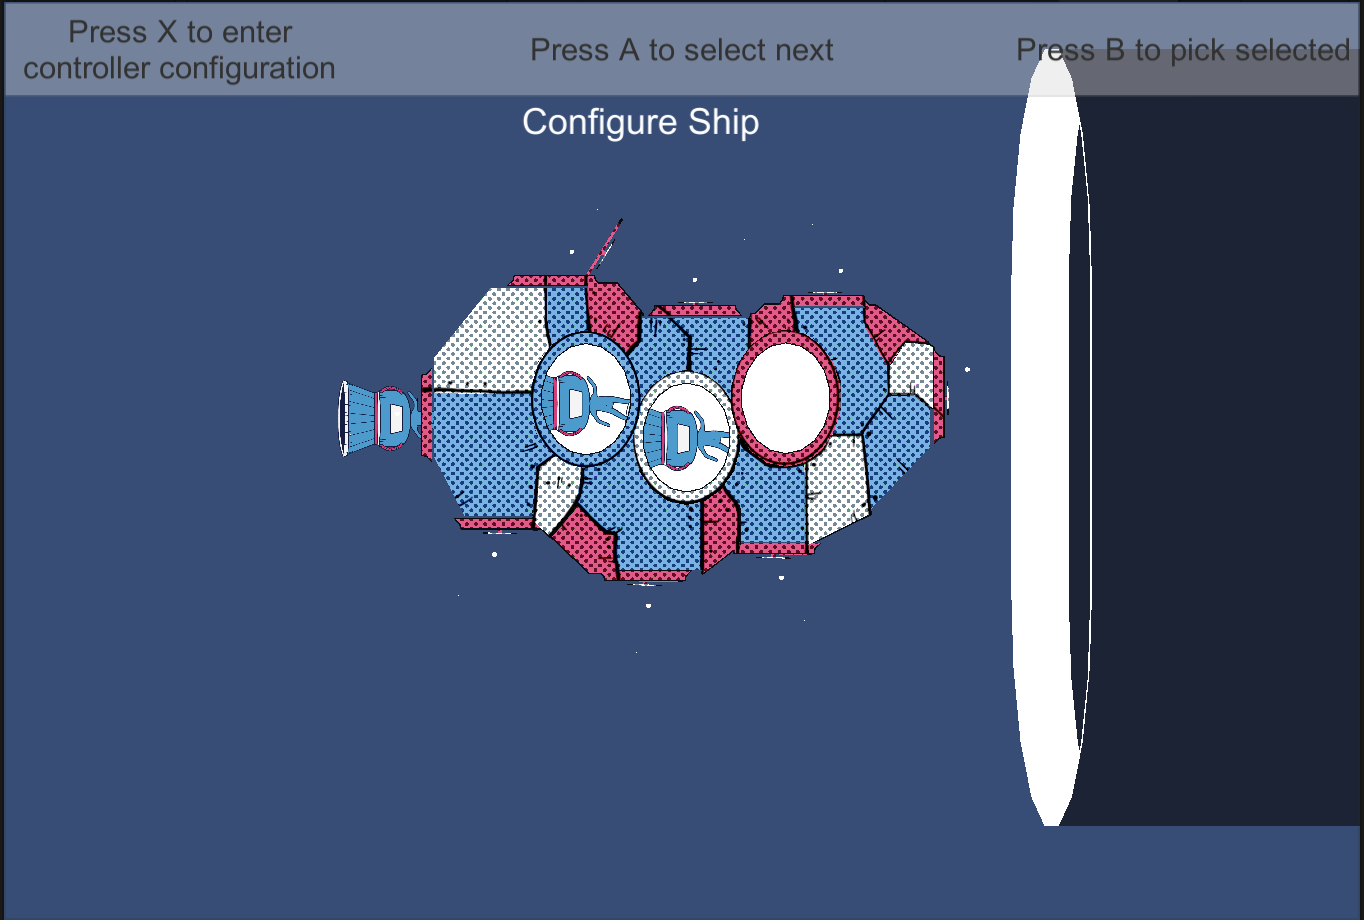 Press X to enter
controller configuration
Press A to select next
Press B to pick selected
Configure Ship